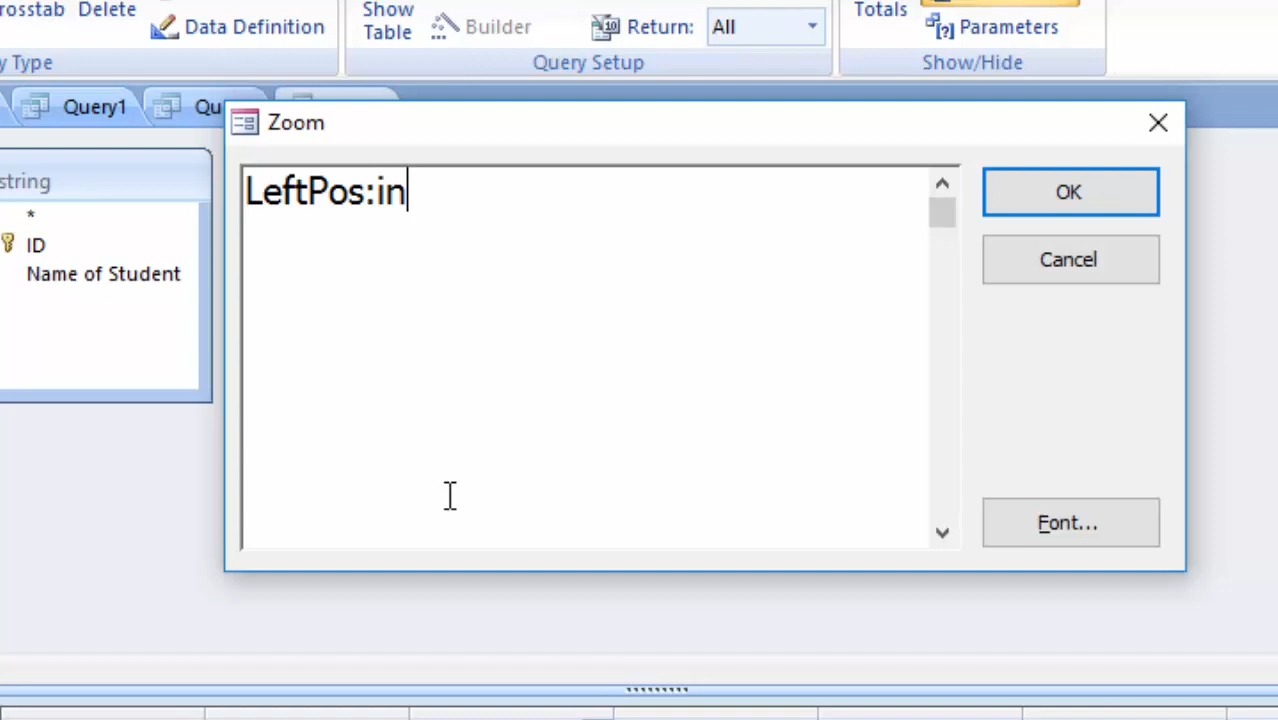 rosstab Delete
Data Definition
y Type
Show
Table
Builder
Return: All
Query Setup
Totals
Parameters
Show/Hide
Query1
Qu
Zoom
string
*
ID
Name of Student
LeftPos:in
OK
Cancel
Font...